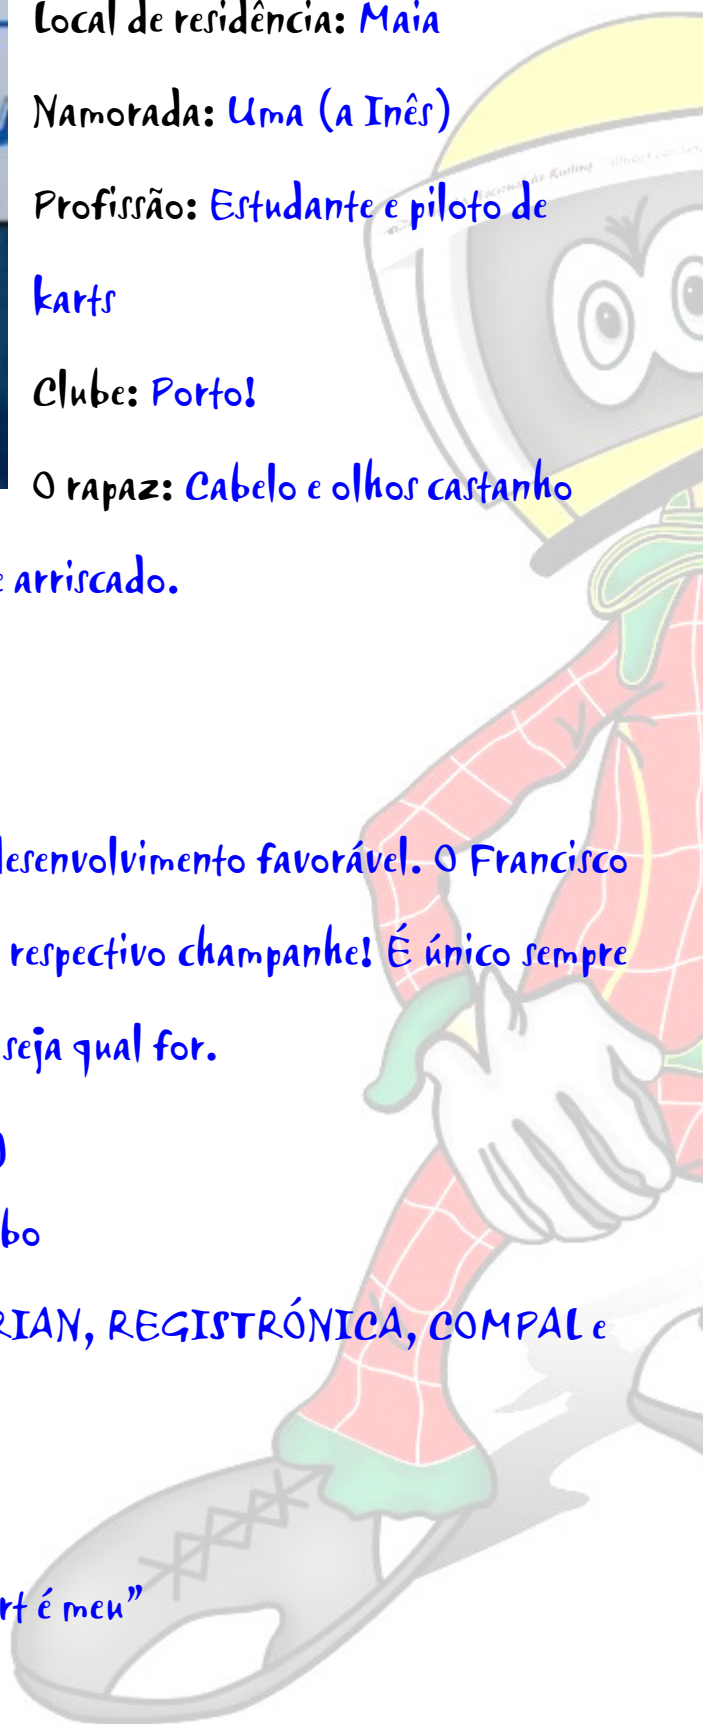 Local de residência: Maia
Namorada: Uma (a Inês)
Profissão: Estudante e piloto de
karts
Clube: Porto!
O rapaz: Cabelo e olhos castanho
e arriscado.
desenvolvimento favorável. O Francisco
respectivo champanhe! É único sempre
seja qual for.
bo
RIAN, REGISTRÓNICA, COMPAL e
rt é meu”